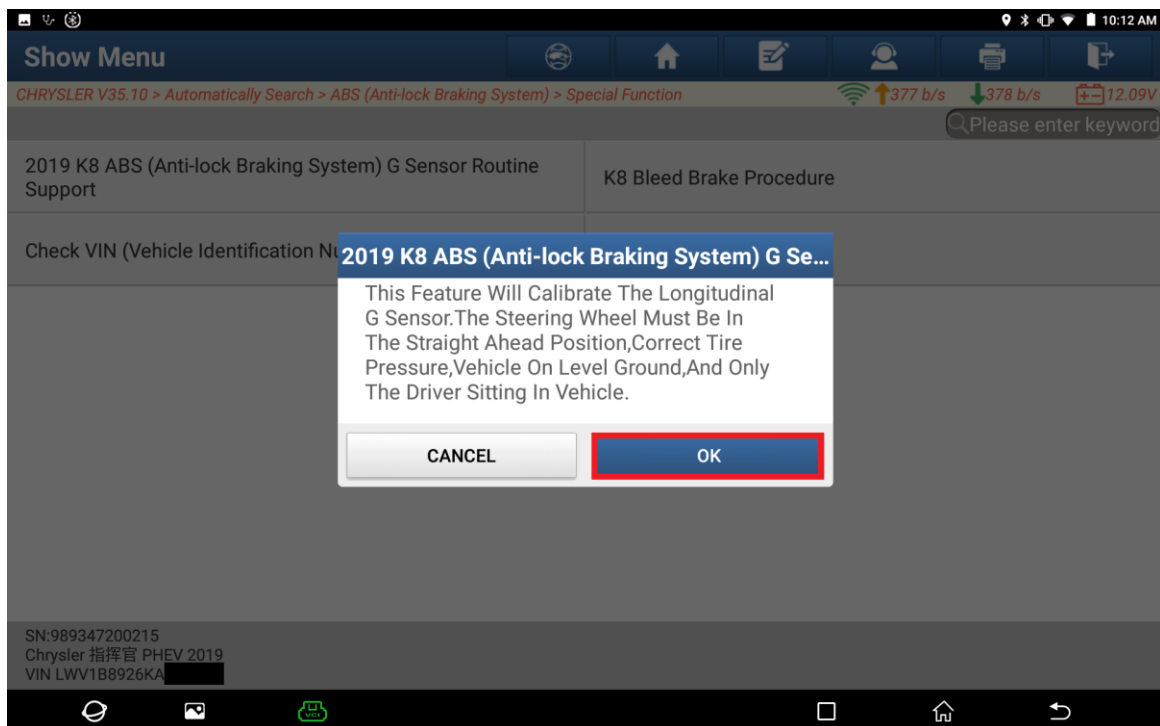 10:12 AM
Show Menu
CHRYSLER V35.10 > Automatically Search > ABS (Anti-lock Braking System) > Special Function
377 b/s
378 b/s
12.09V
Please enter keyword
2019 K8 ABS (Anti-lock Braking System) G Sensor Routine
Support
K8 Bleed Brake Procedure
Check VIN (Vehicle Identification Nu
2019 K8 ABS (Anti-lock Braking System) G Se...
This Feature Will Calibrate The Longitudinal
G Sensor.The Steering Wheel Must Be In
The Straight Ahead Position,Correct Tire
Pressure,Vehicle On Level Ground,And Only
The Driver Sitting In Vehicle.
CANCEL
OK
SN:989347200215
Chrysler 指挥官 PHEV 2019
VIN LWV1B8926KA
VCI